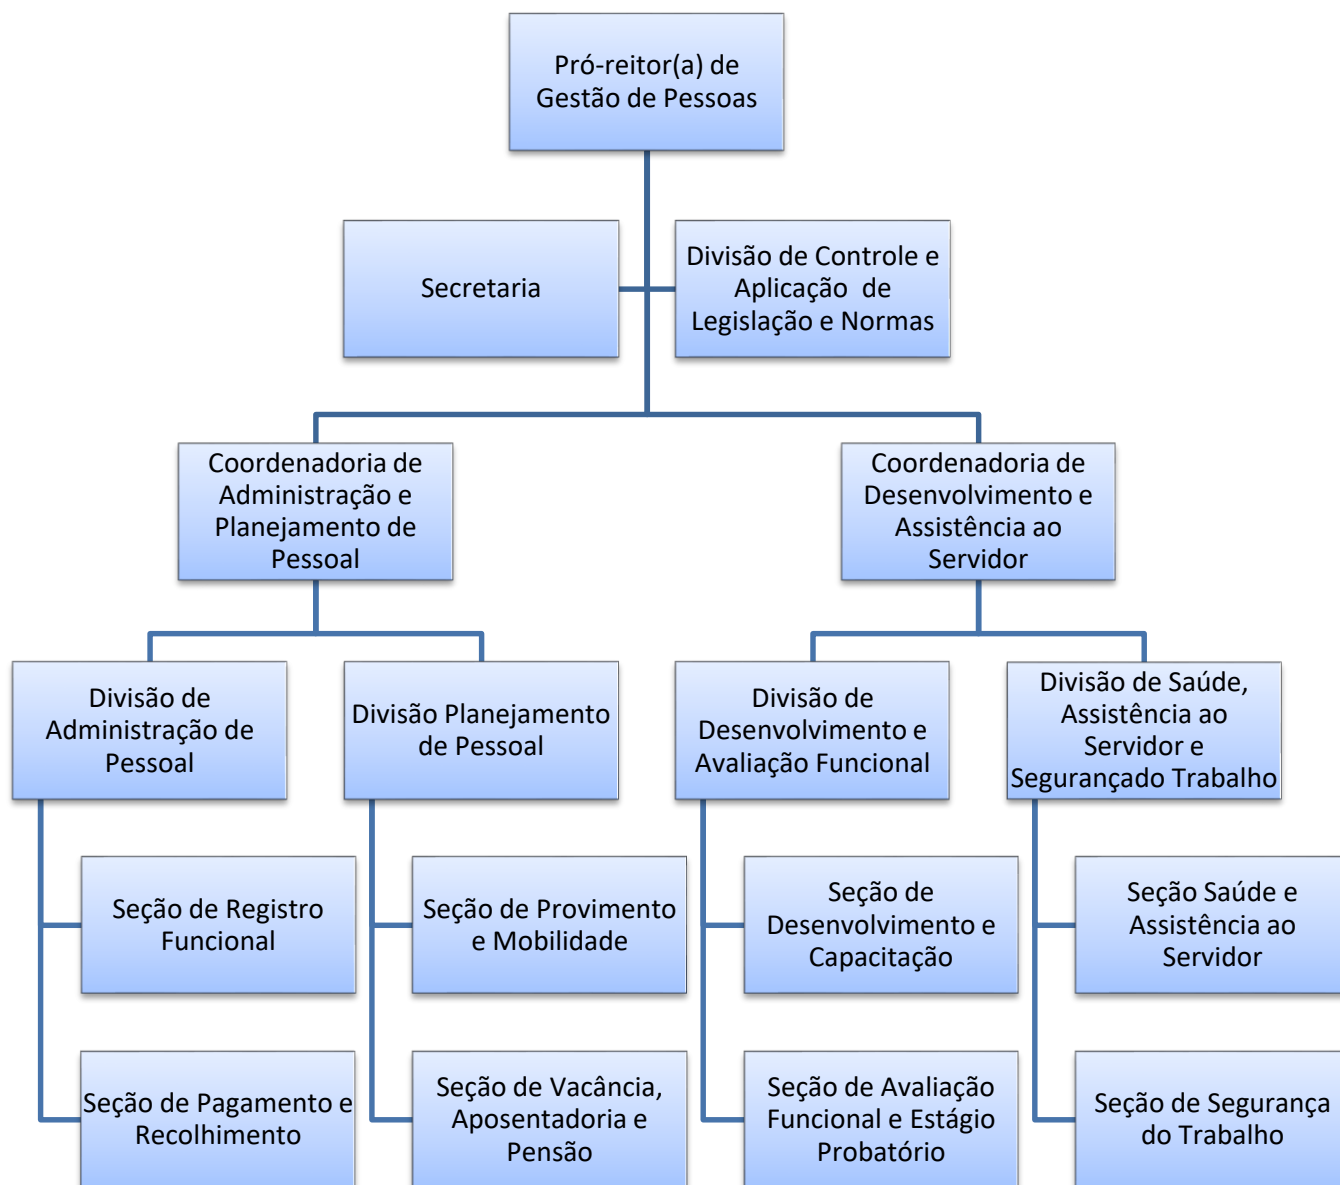 Pró-reitor(a) de
Gestão de Pessoas
Secretaria
Divisão de Controle e
Aplicação de
Legislação e Normas
Coordenadoria de
Administração e
Planejamento de
Pessoal
Coordenadoria de
Desenvolvimento e
Assistência ao
Servidor
Divisão de
Administração de
Pessoal
Divisão Planejamento
de Pessoal
Divisão de
Desenvolvimento e
Avaliação Funcional
Divisão de Saúde,
Assistência ao
Servidor e
Segurançado Trabalho
Seção de Registro
Funcional
Seção de Provimento
e Mobilidade
Seção de
Desenvolvimento e
Capacitação
Seção Saúde e
Assistência ao
Servidor
Seção de Pagamento e
Recolhimento
Seção de Vacância,
Aposentadoria e
Pensão
Seção de Avaliação
Funcional e Estágio
Probatório
Seção de Segurança
do Trabalho